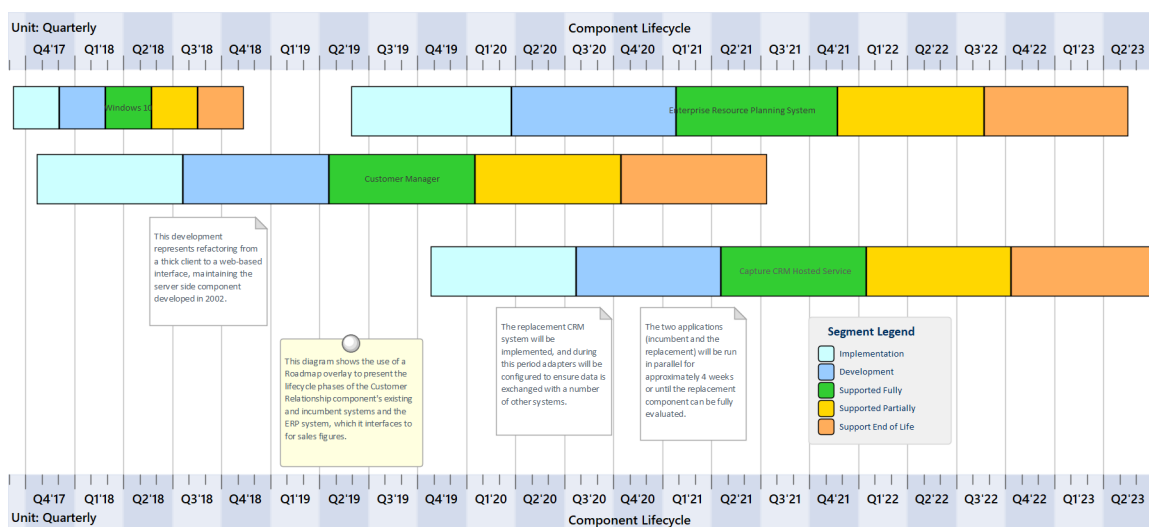 Unit: Quarterly
Component Lifecycle
Q4'17 Q1'18 Q2'18 Q3'18 Q4'18 Q1'19 Q2'19 Q3'19 Q4'19 Q1'20 Q2'20 Q3'20 Q4'20 Q1'21 Q2'21 Q3'21 Q4'21 Q1'22 Q2'22 Q3'22 Q4'22 Q1'23 Q2'23
Windows 10
Enterprise Resource Planning System
Customer Manager
This development
represents refactoring from
a thick client to a web-based
interface, maintaining the
server side component
developed in 2002.
Capture CRM Hosted Service
This diagram shows the use of a
Roadmap overlay to present the
lifecycle phases of the Customer
Relationship component's existing
and incumbent systems and the
ERP system, which it interfaces to
for sales figures.
The replacement CRM
system will be
implemented, and during
this period adapters will be
configured to ensure data is
exchanged with a number
of other systems.
The two applications
(incumbent and the
replacement) will be run
in parallel for
approximately 4 weeks
or until the replacement
component can be fully
evaluated.
Segment Legend
Implementation
Development
Supported Fully
Supported Partially
Support End of Life
Q4'17 Q1'18 Q2'18 Q3'18 Q4'18 Q1'19 Q2'19 Q3'19 Q4'19 Q1'20 Q2'20 Q3'20 Q4'20 Q1'21 Q2'21 Q3'21 Q4'21 Q1'22 Q2'22 Q3'22 Q4'22 Q1'23 Q2'23
Unit: Quarterly
Component Lifecycle